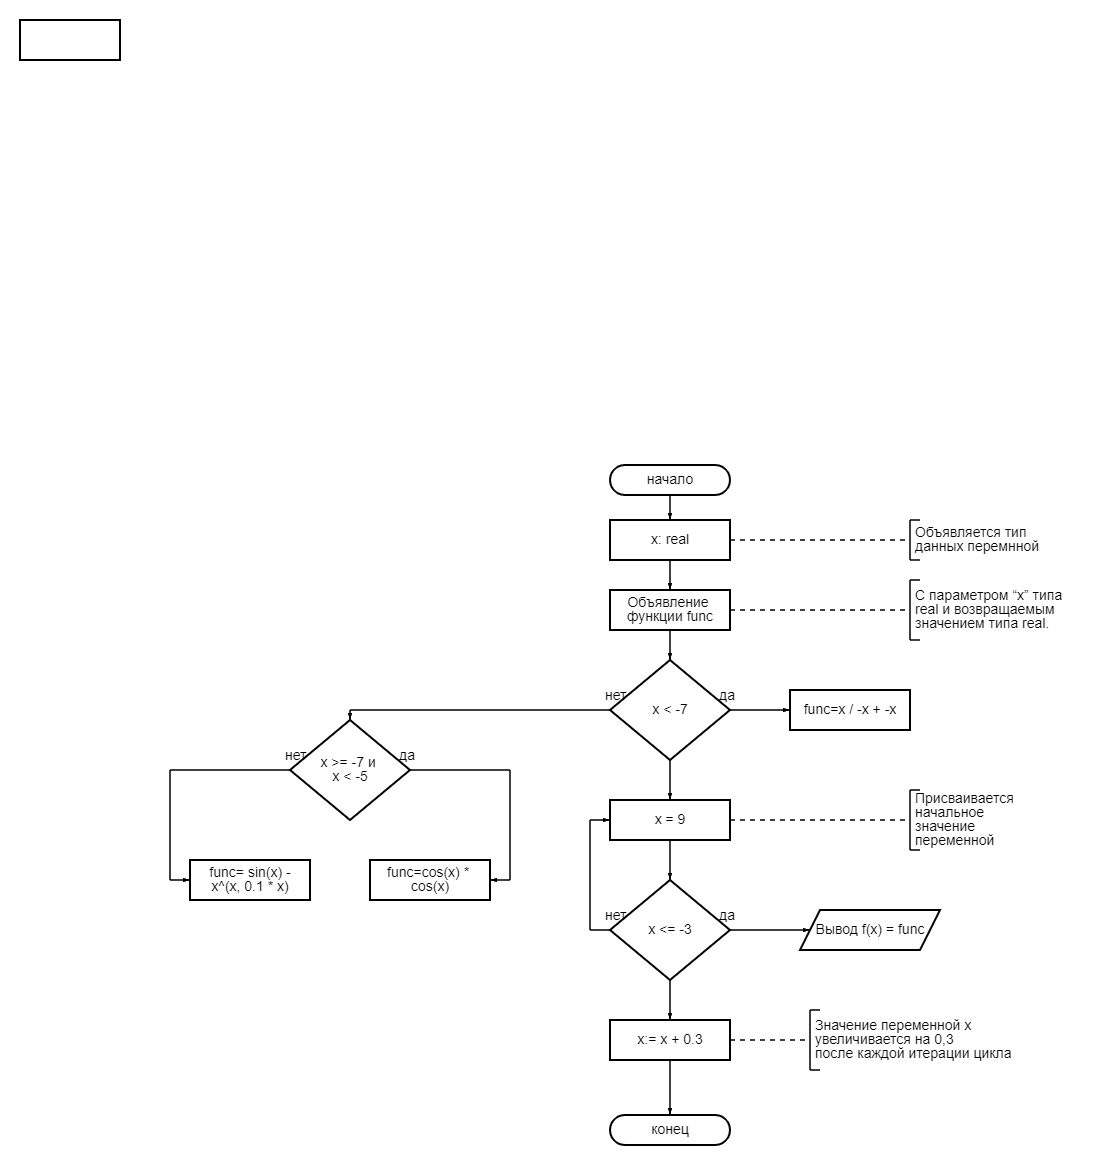 начало
x: real
Объявляется тип
данных перемнной
Объявление
функции func
С параметром “x” типа
real и возвращаемым
значением типа real.
нет
x < -7
да
func=x / -x + -x
нет
x >= -7 и
x < -5
да
func= sin(x) -
x^(x, 0.1 * x)
func=cos(x) *
cos(x)
x = 9
Присваивается
начальное
значение
переменной
нет
x <= -3
да
Вывод f(x) = func
x:= x + 0.3
Значение переменной x
увеличивается на 0,3
после каждой итерации цикла
конец